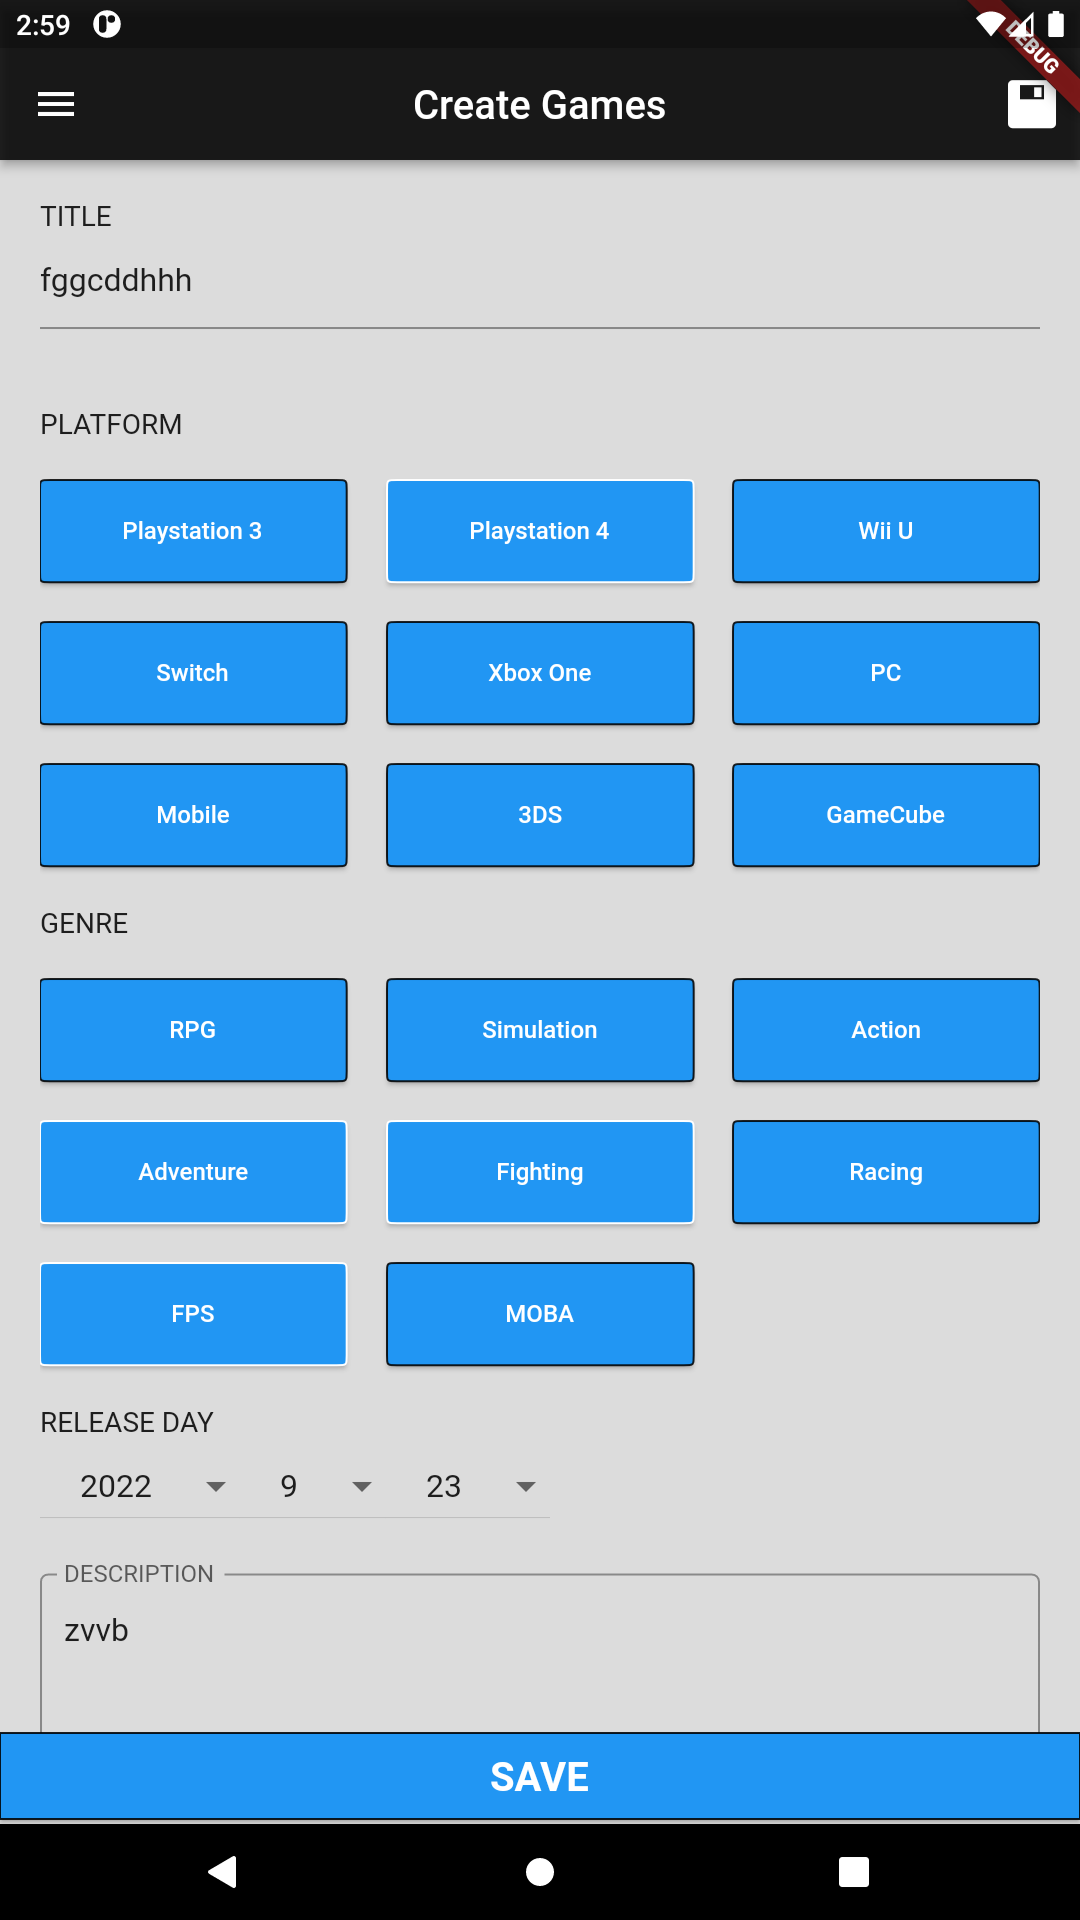 2:59
DEBUG
Create Games
TITLE
fggcddhhh
PLATFORM
Playstation 3 Playstation 4 Wii U
Switch Xbox One PC
Mobile 3DS GameCube
GENRE
RPG Simulation Action
Adventure Fighting Racing
FPS MOBA
RELEASE DAY
2022 9 23
DESCRIPTION
zvvb
SAVE